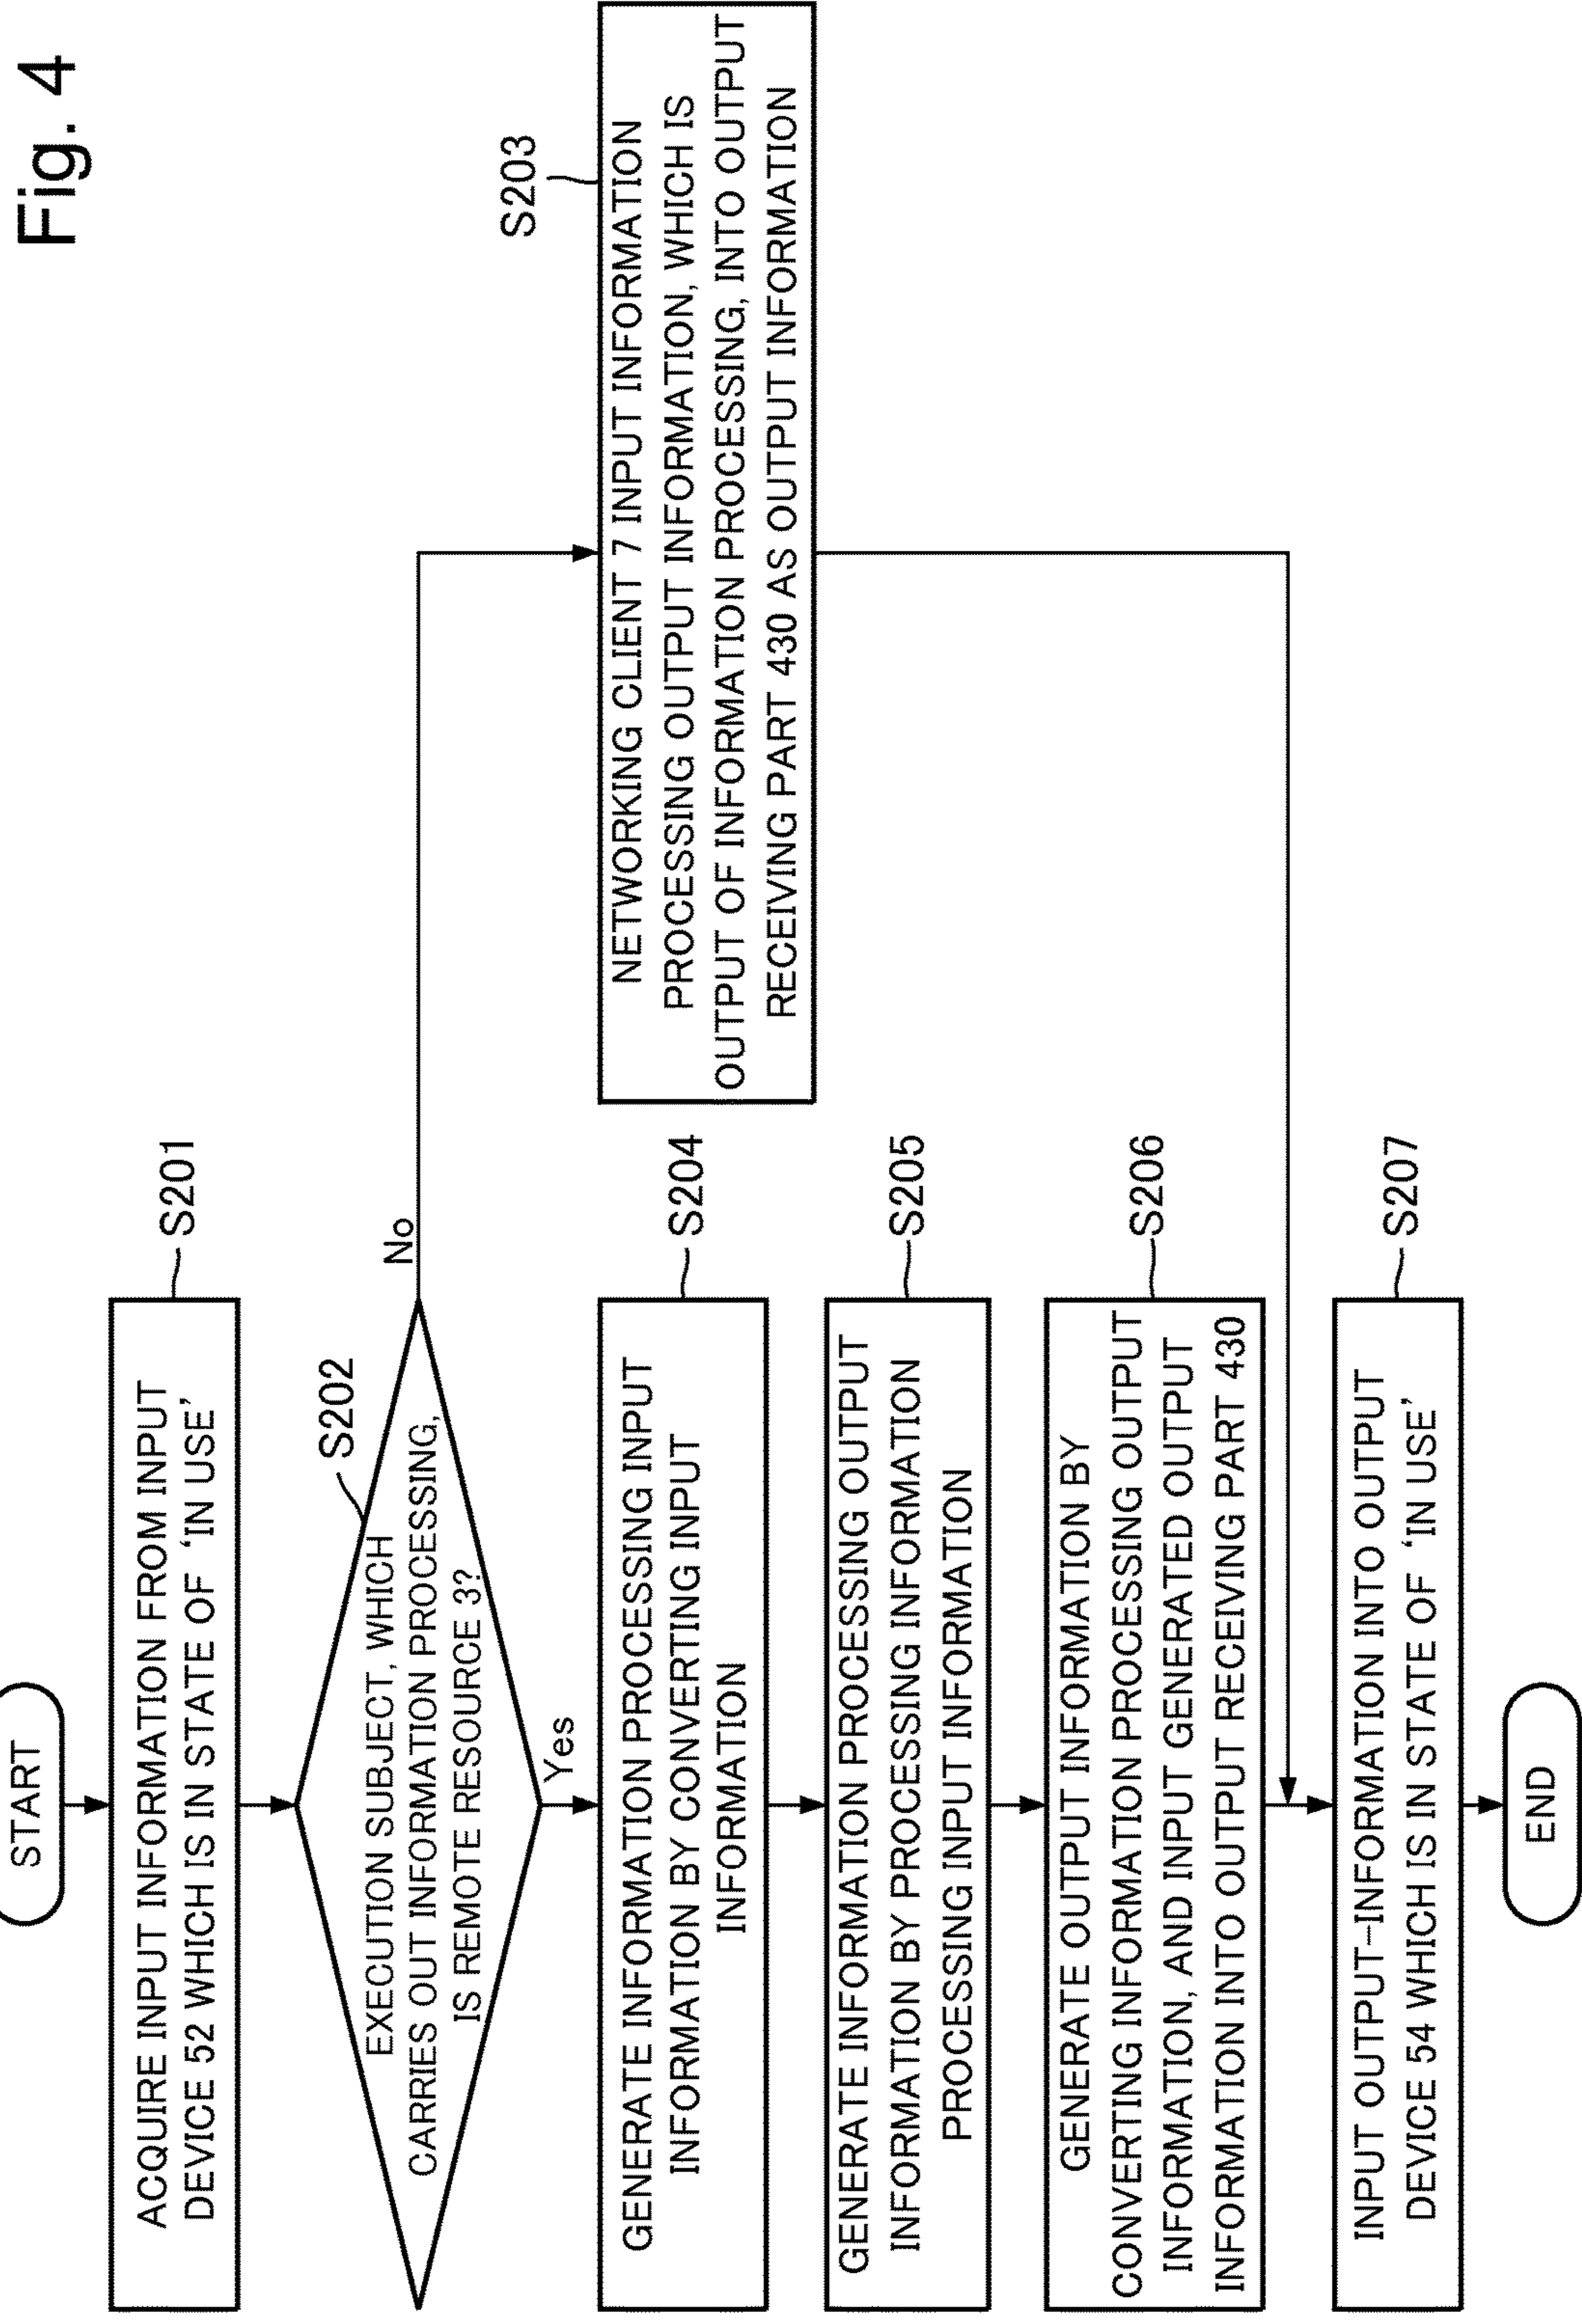 Fig. 4
START
ACQUIRE INPUT INFORMATION FROM INPUT
DEVICE 52 WHICH IS IN STATE OF ‘IN USE’
S201
EXECUTION SUBJECT, WHICH
CARRIES OUT INFORMATION PROCESSING,
IS REMOTE RESOURCE 3?
S202
No
Yes
NETWORKING CLIENT 7 INPUT INFORMATION
PROCESSING OUTPUT INFORMATION, WHICH IS
OUTPUT OF INFORMATION PROCESSING, INTO OUTPUT
RECEIVING PART 430 AS OUTPUT INFORMATION
S203
GENERATE INFORMATION PROCESSING INPUT
INFORMATION BY CONVERTING INPUT
INFORMATION
S204
GENERATE INFORMATION PROCESSING OUTPUT
INFORMATION BY PROCESSING INFORMATION
PROCESSING INPUT INFORMATION
S205
GENERATE OUTPUT INFORMATION BY
CONVERTING INFORMATION PROCESSING OUTPUT
INFORMATION, AND INPUT GENERATED OUTPUT
INFORMATION INTO OUTPUT RECEIVING PART 430
S206
INPUT OUTPUT-INFORMATION INTO OUTPUT
DEVICE 54 WHICH IS IN STATE OF ‘IN USE’
S207
END